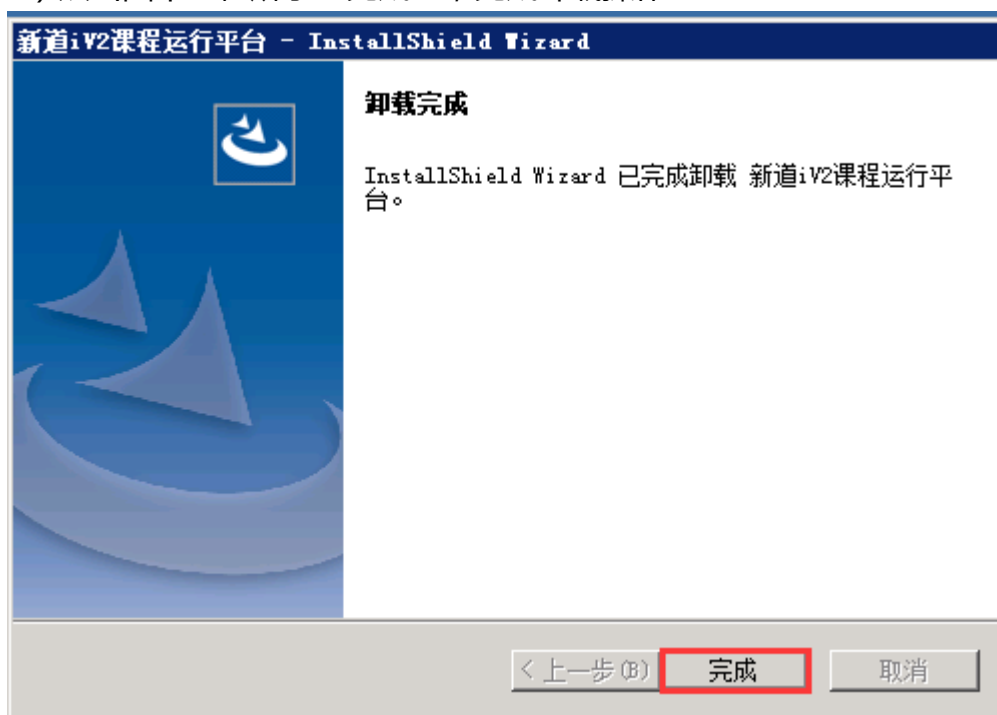 新道iV2课程运行平台 - InstallShield Wizard
卸载完成
InstallShield Wizard 已完成卸载 新道iV2课程运行平
台。
< 上一步(B)
完成
取消